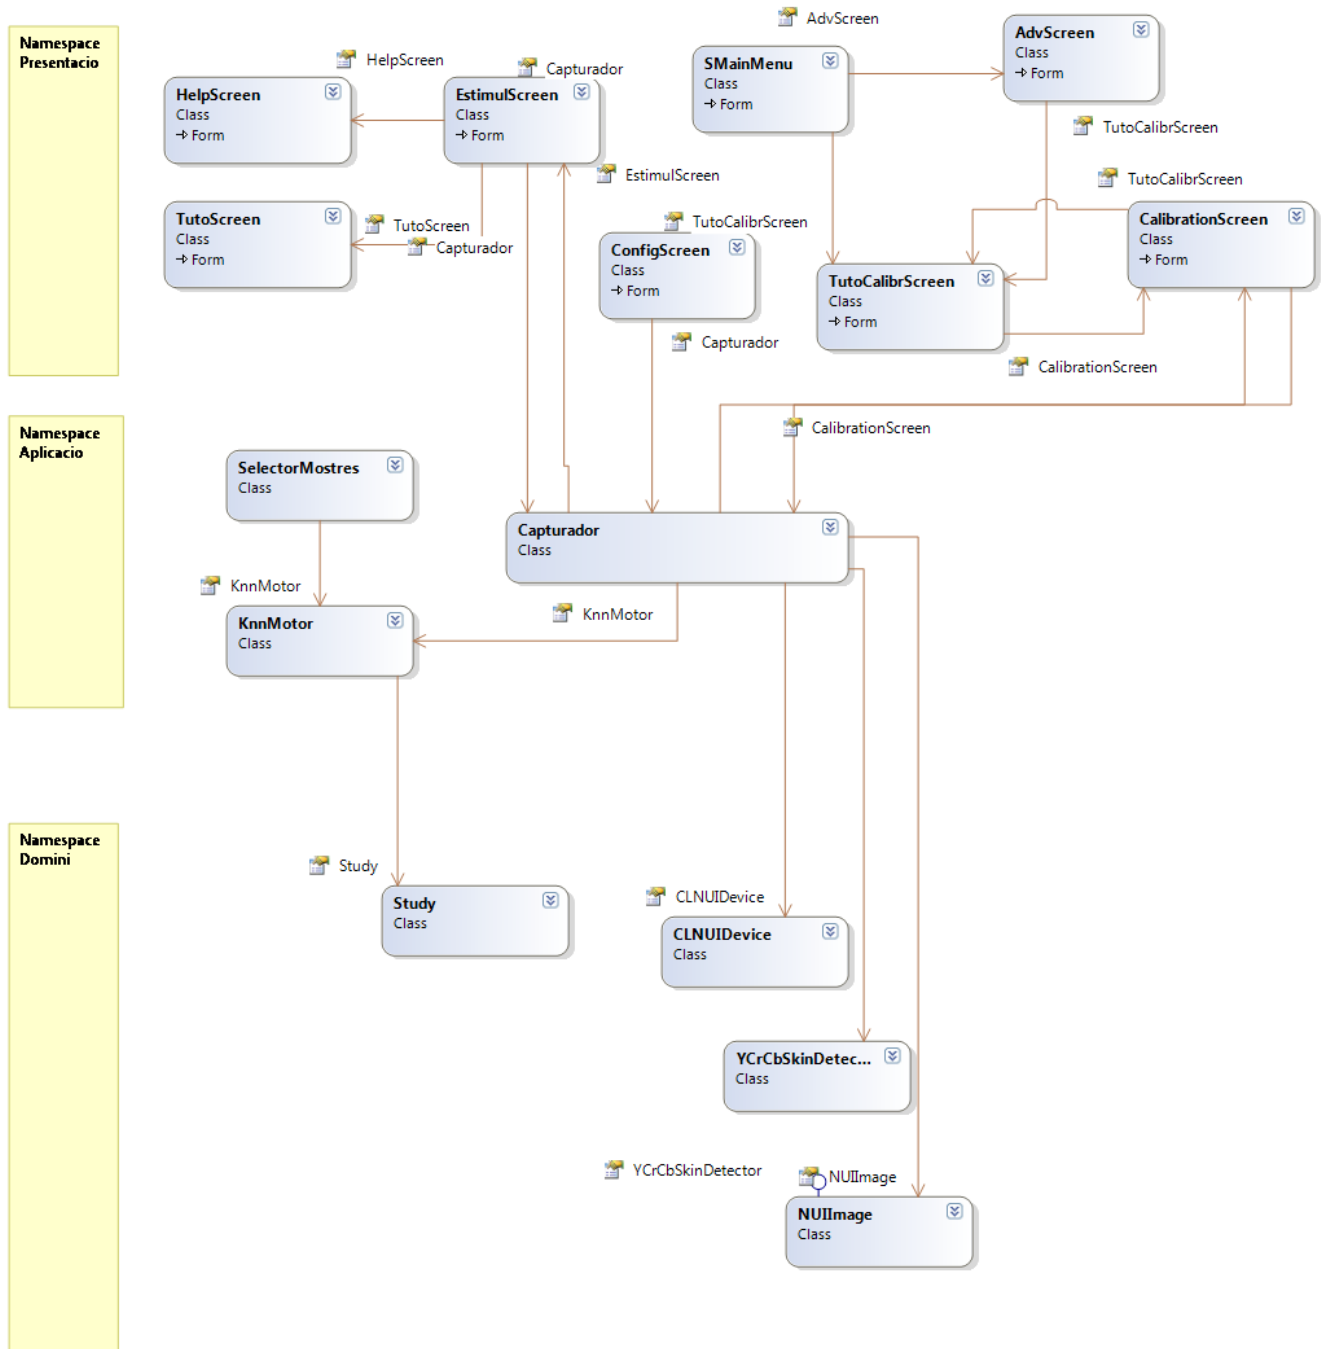 Namespace
Presentacio
HelpScreen
HelpScreen
Class
Form
Capturador
EstimulScreen
Class
Form
AdvScreen
SMainMenu
Class
Form
AdvScreen
Class
Form
TutoCalibrScreen
TutoScreen
Class
Form
TutoScreen
Capturador
EstimulScreen
TutoCalibrScreen
ConfigScreen
Class
Form
Capturador
TutoCalibrScreen
CalibrationScreen
Class
Form
TutoCalibrScreen
Class
Form
CalibrationScreen
Namespace
Aplicacio
CalibrationScreen
SelectorMostres
Class
Capturador
Class
KnnMotor
KnnMotor
Class
KnnMotor
Namespace
Domini
Study
Study
Class
CLNUIDevice
CLNUIDevice
Class
YCrCbSkinDetec...
Class
YCrCbSkinDetector
NUIImage
NUIImage
Class